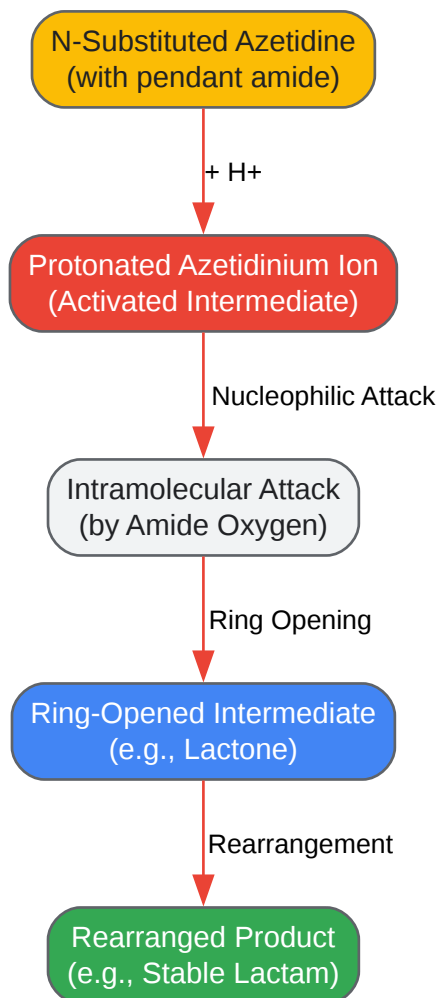 N-Substituted Azetidine
(with pendant amide)
+ H+
Protonated Azetidinium Ion
(Activated Intermediate)
Nucleophilic Attack
Intramolecular Attack
(by Amide Oxygen)
Ring Opening
Ring-Opened Intermediate
(e.g., Lactone)
Rearrangement
Rearranged Product
(e.g., Stable Lactam)